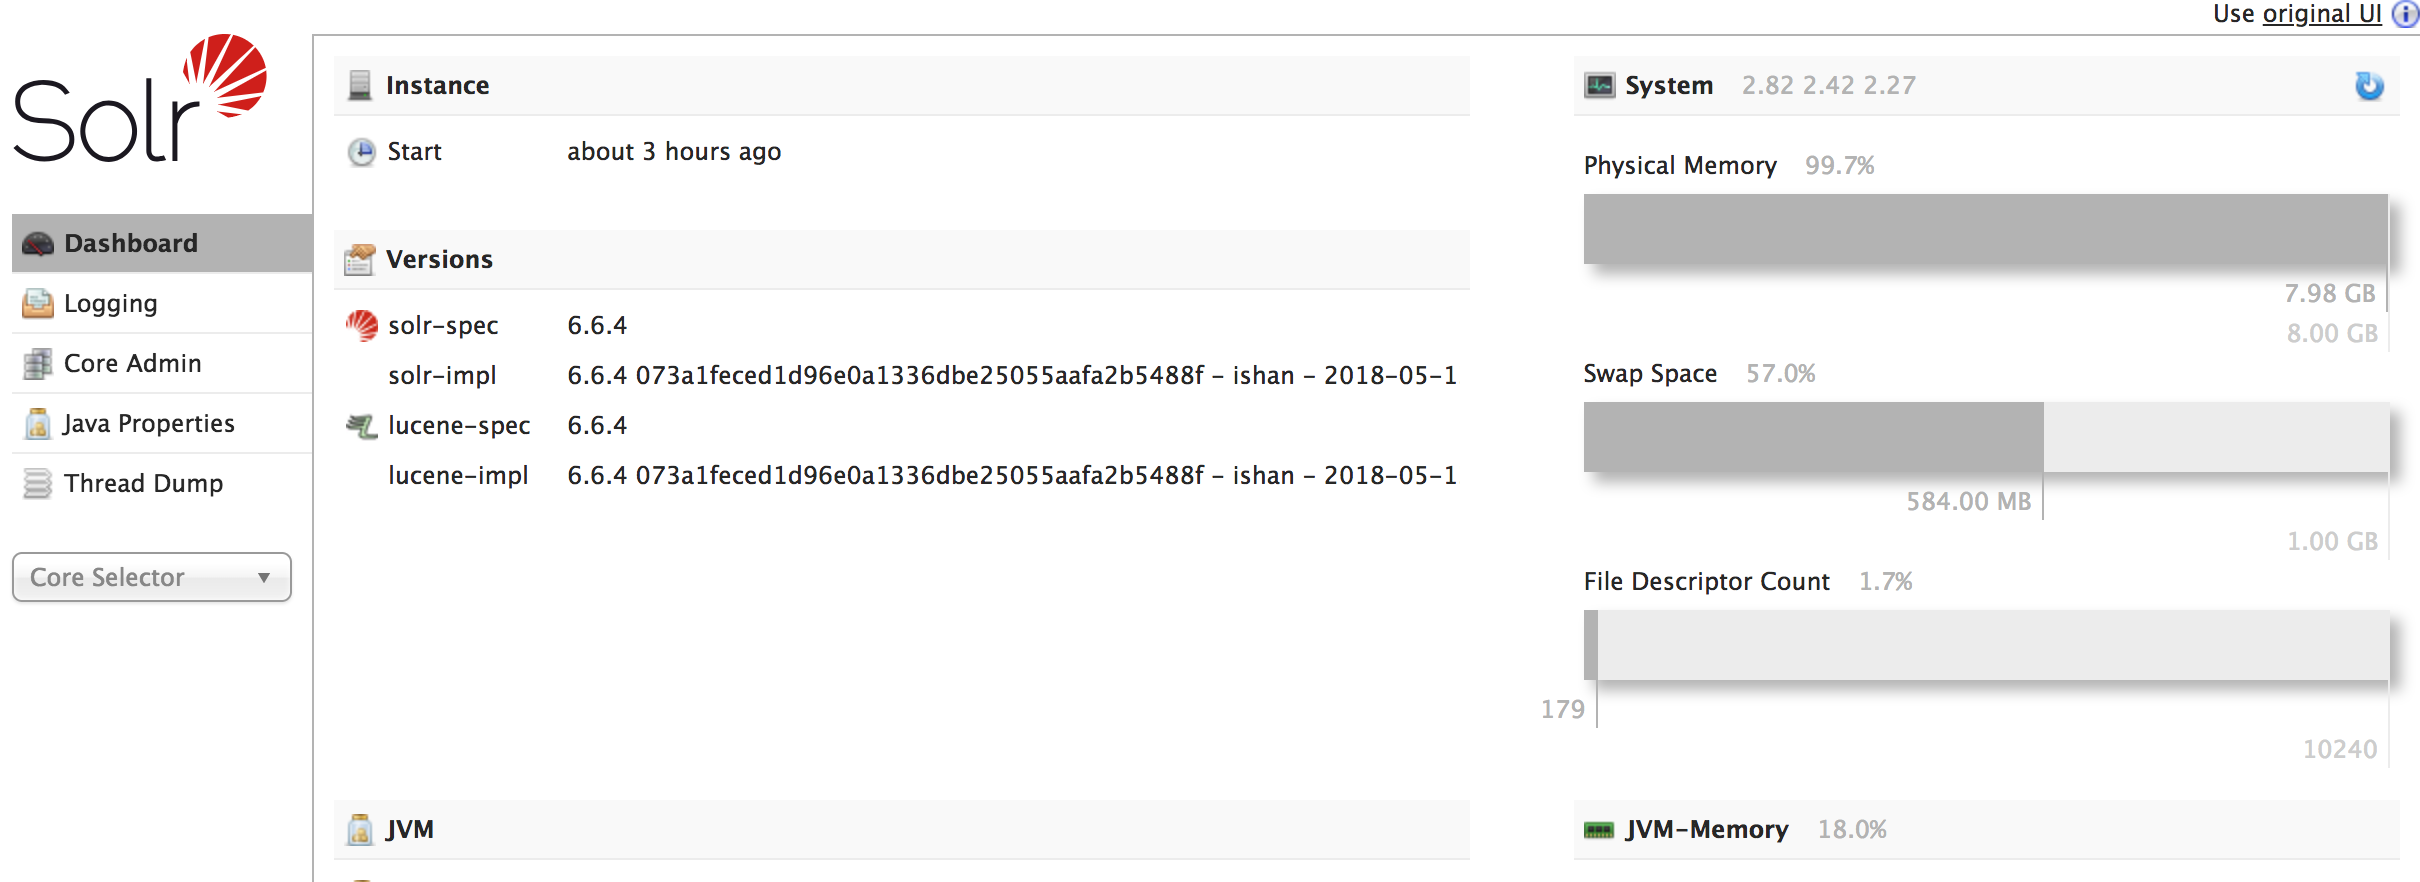 Use original UI
Solr
Dashboard
Logging
Core Admin
Java Properties
Thread Dump
Core Selector
Instance
Start about 3 hours ago
Versions
solr-spec 6.6.4
solr-impl 6.6.4 073a1feced1d96e0a1336dbe25055aafa2b5488f - ishan - 2018-05-1
lucene-spec 6.6.4
lucene-impl 6.6.4 073a1feced1d96e0a1336dbe25055aafa2b5488f - ishan - 2018-05-1
JVM
System 2.82 2.42 2.27
Physical Memory 99.7%
7.98 GB
8.00 GB
Swap Space 57.0%
584.00 MB
1.00 GB
File Descriptor Count 1.7%
179
10240
JVM-Memory 18.0%